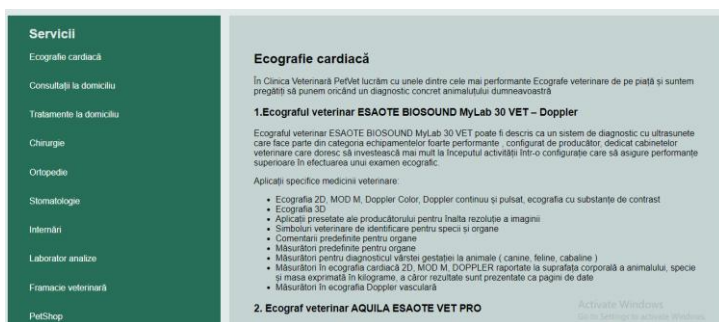 Servicii
Ecografie cardiacă
Consultații la domiciliu
Tratamente la domiciliu
Chirurgie
Ortopedie
Stomatologie
Internări
Laborator analize
Framacie veterinară
PetShop
Ecografie cardiacă
În Clinica Veterinară PetVet lucrăm cu unele dintre cele mai performante Ecografe veterinare de pe piață și suntem
pregătiți să punem oricând un diagnostic concret animaluțului dumneavoastră
1.Ecograful veterinar ESAOTE BIOSOUND MyLab 30 VET – Doppler
Ecograful veterinar ESAOTE BIOSOUND MyLab 30 VET poate fi descris ca un sistem de diagnostic cu ultrasunete
care face parte din categoria echipamentelor foarte performante , configurat de producător, dedicat cabinetelor
veterinare care doresc să investească mai mult la începutul activității într-o configurație care să asigure performanțe
superioare în efectuarea unui examen ecografic.
Aplicații specifice medicinii veterinare:
• Ecografia 2D, MOD M, Doppler Color, Doppler continuu și pulsat, ecografia cu substanțe de contrast
• Ecografia 3D
• Aplicații presetate ale producătorului pentru înalta rezoluție a imaginii
• Simboluri veterinare de identificare pentru specii și organe
• Comentarii predefinite pentru organe
• Măsurători predefinite pentru organe
• Măsurători pentru diagnosticul vârstei gestației la animale ( canine, feline, cabaline )
• Măsurători în ecografia cardiacă 2D, MOD M, DOPPLER raportate la suprafața corporală a animalului, specie
și masa exprimată în kilograme, a căror rezultate sunt prezentate ca pagini de date
• Măsurători în ecografia Doppler vasculară
2. Ecograf veterinar AQUILA ESAOTE VET PRO
Activate Windows
Go to Settings to activate Windows.